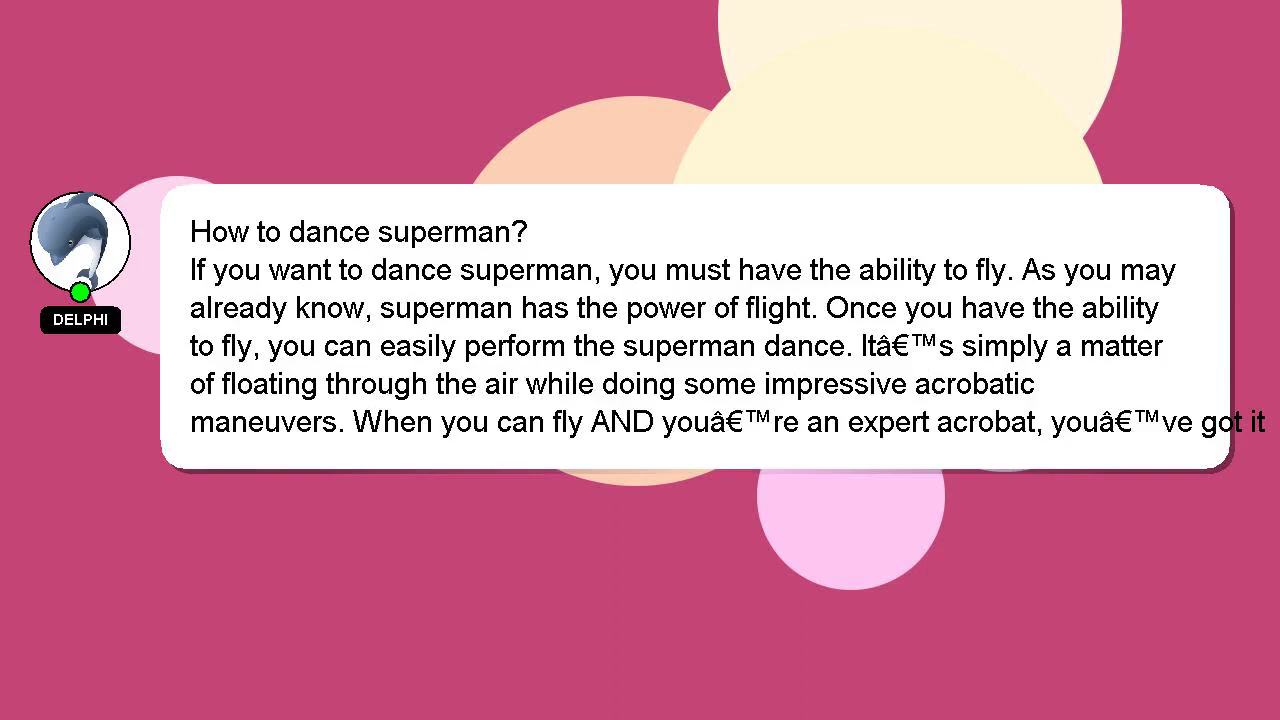 How to dance superman?
If you want to dance superman, you must have the ability to fly. As you may
already know, superman has the power of flight. Once you have the ability
to fly, you can easily perform the superman dance. Itâ€™s simply a matter
of floating through the air while doing some impressive acrobatic
maneuvers. When you can fly AND youâ€™re an expert acrobat, youâ€™ve got it
DELPHI